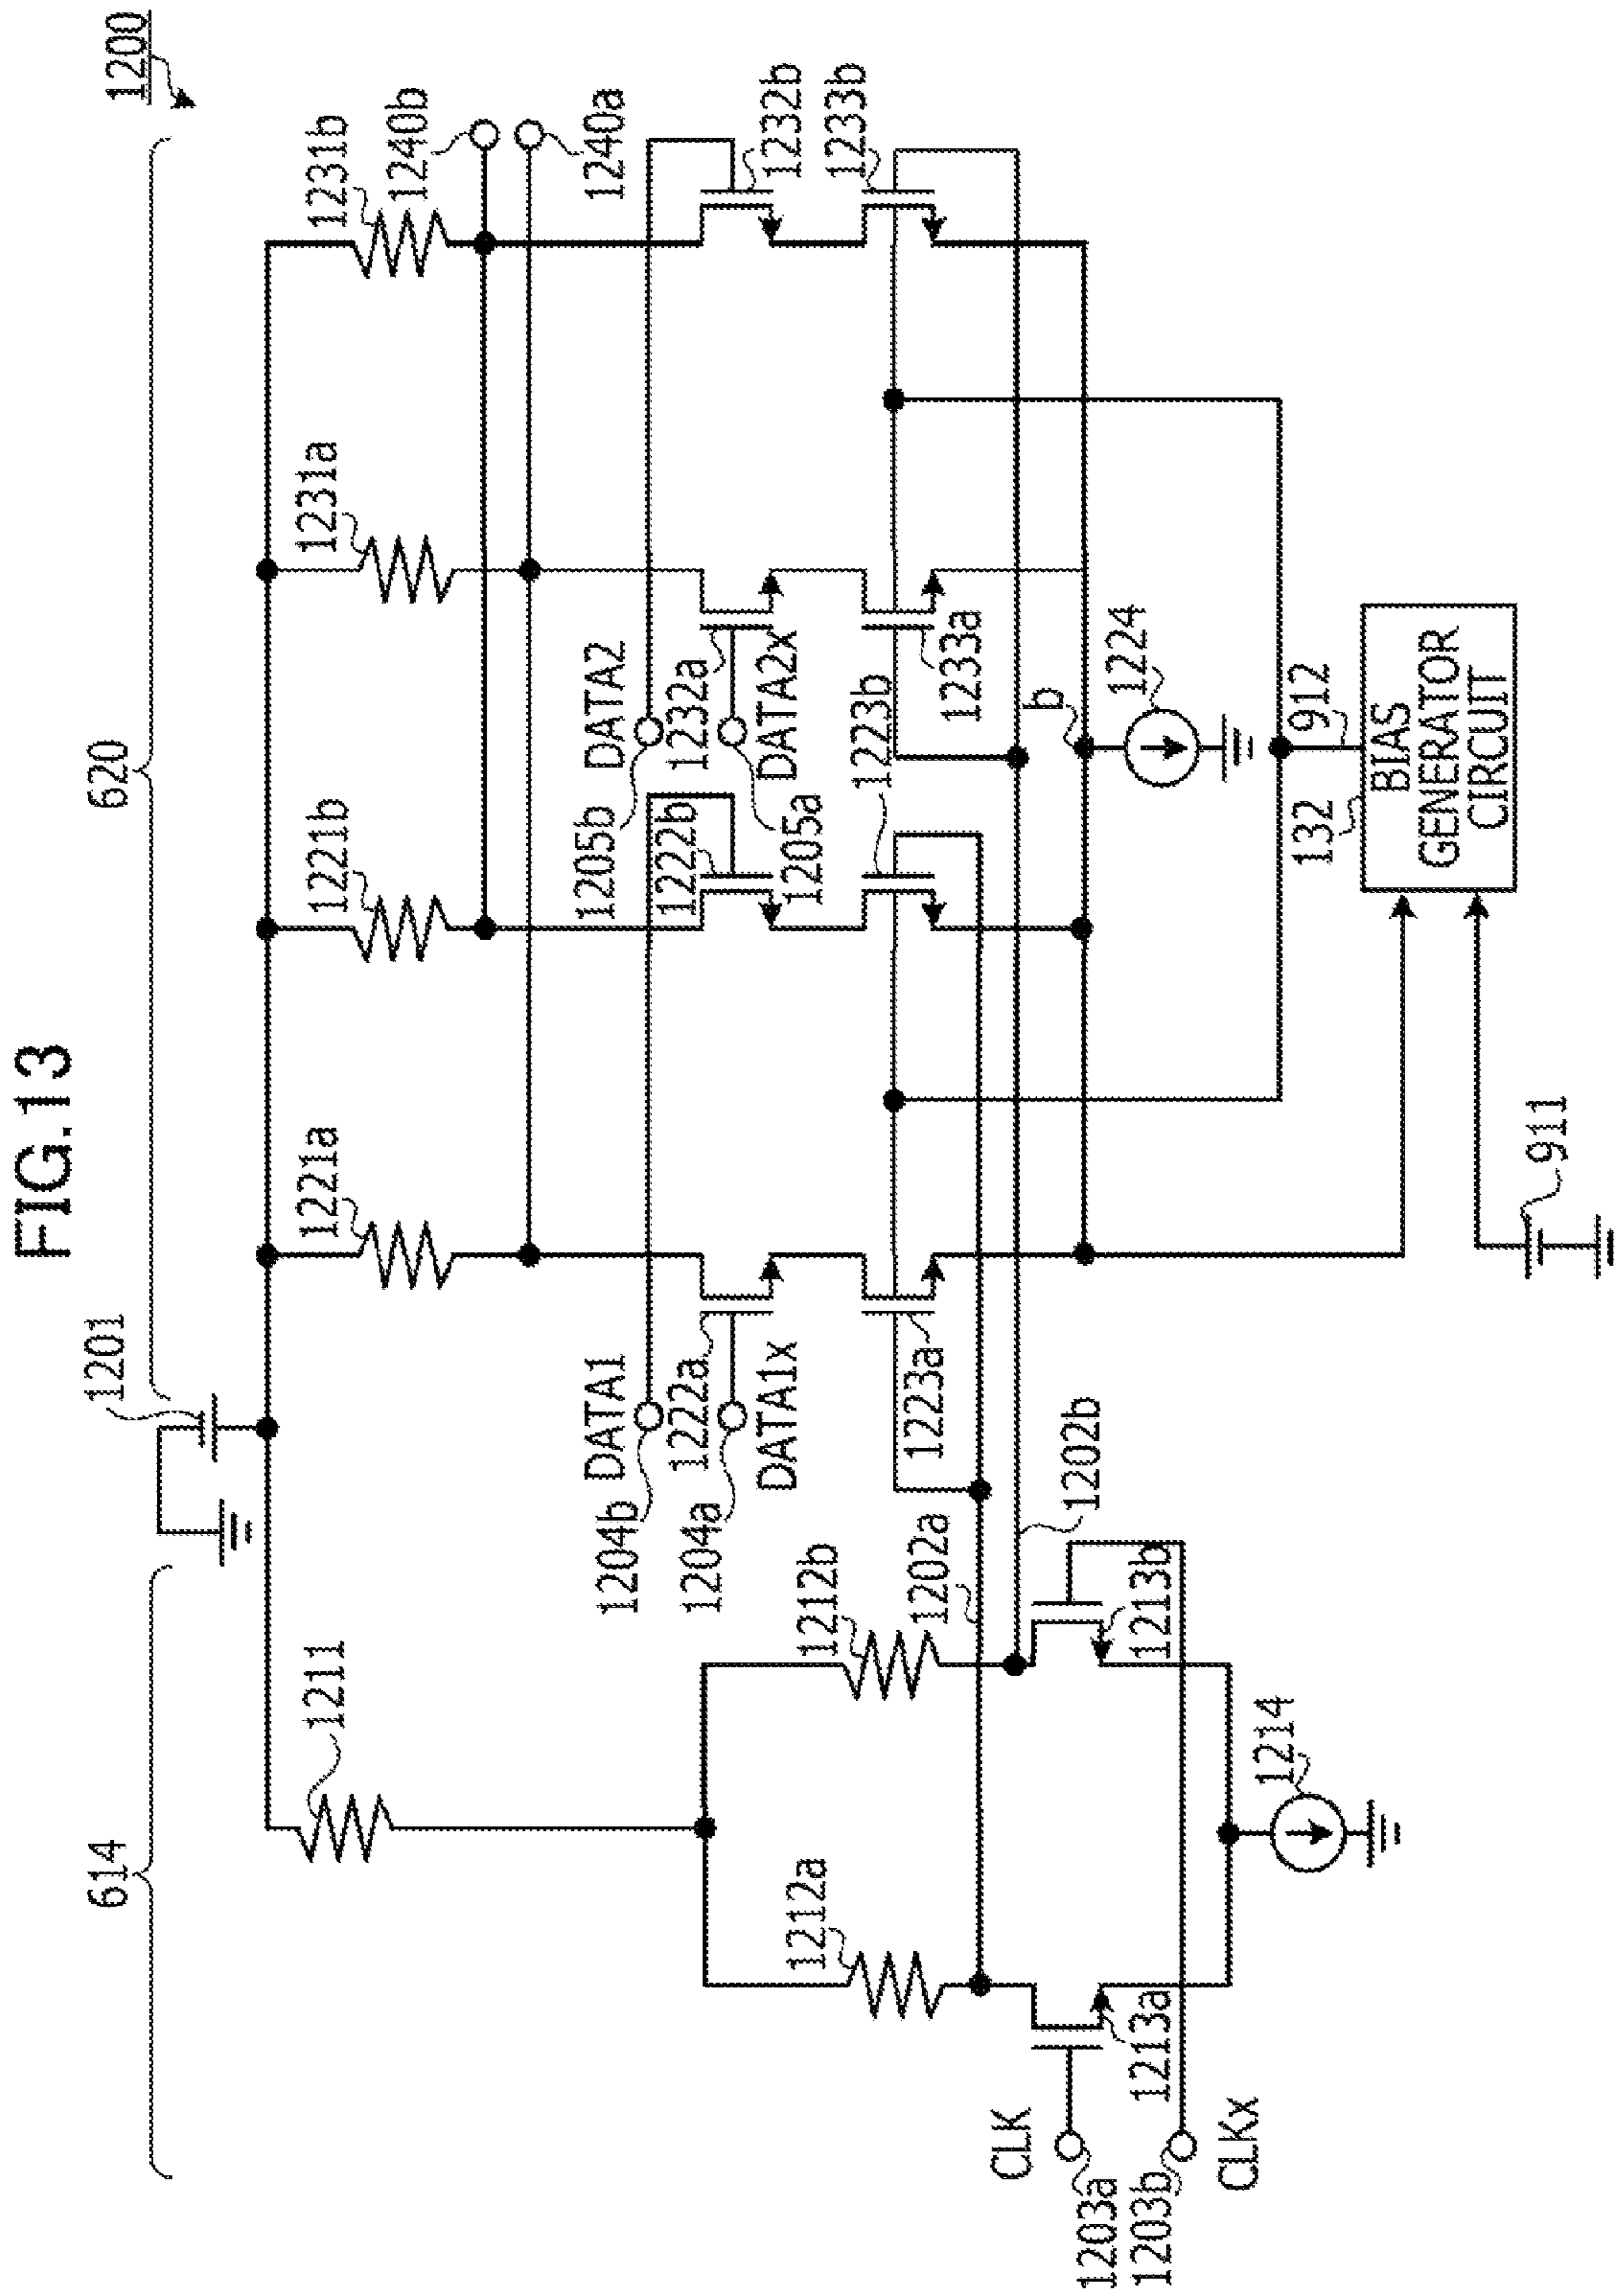 FIG.13
1200
614
620
1201
1211
1221a
1221b
1231a
1231b
1240b
1240a
DATA1
1204b
1222a
1204a
DATA1x
DATA2
1205b
1232a
1205a
DATA2x
1222b
1232b
1212a
1212b
1202a
1202b
1223a
1223b
1233a
1233b
CLK
1203a
1213a
1213b
1203b
CLKx
1214
b
1224
912
132
BIAS
GENERATOR
CIRCUIT
911